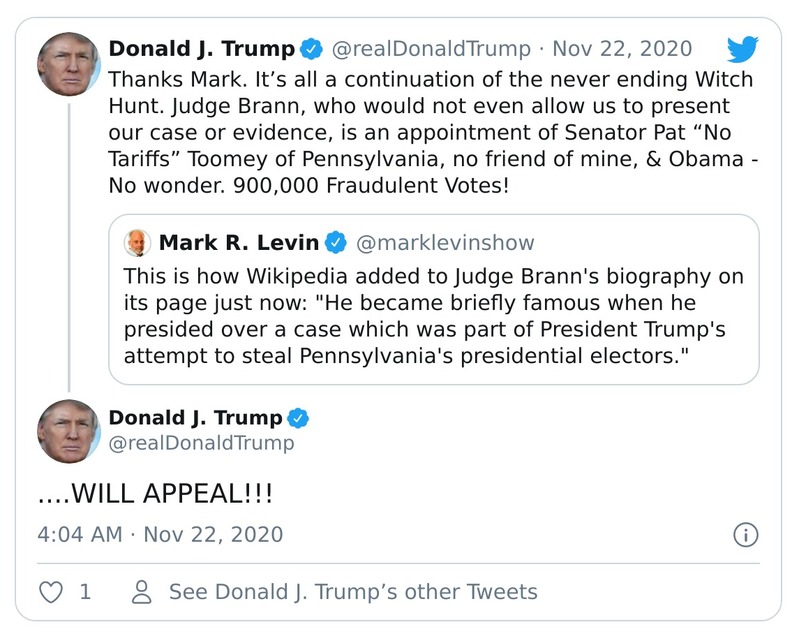 Donald J. Trump @realDonaldTrump · Nov 22, 2020
Thanks Mark. It’s all a continuation of the never ending Witch
Hunt. Judge Brann, who would not even allow us to present
our case or evidence, is an appointment of Senator Pat “No
Tariffs” Toomey of Pennsylvania, no friend of mine, & Obama -
No wonder. 900,000 Fraudulent Votes!
Mark R. Levin @marklevinshow
This is how Wikipedia added to Judge Brann's biography on
its page just now: "He became briefly famous when he
presided over a case which was part of President Trump's
attempt to steal Pennsylvania's presidential electors."
Donald J. Trump
@realDonaldTrump
....WILL APPEAL!!!
4:04 AM · Nov 22, 2020
1 See Donald J. Trump’s other Tweets